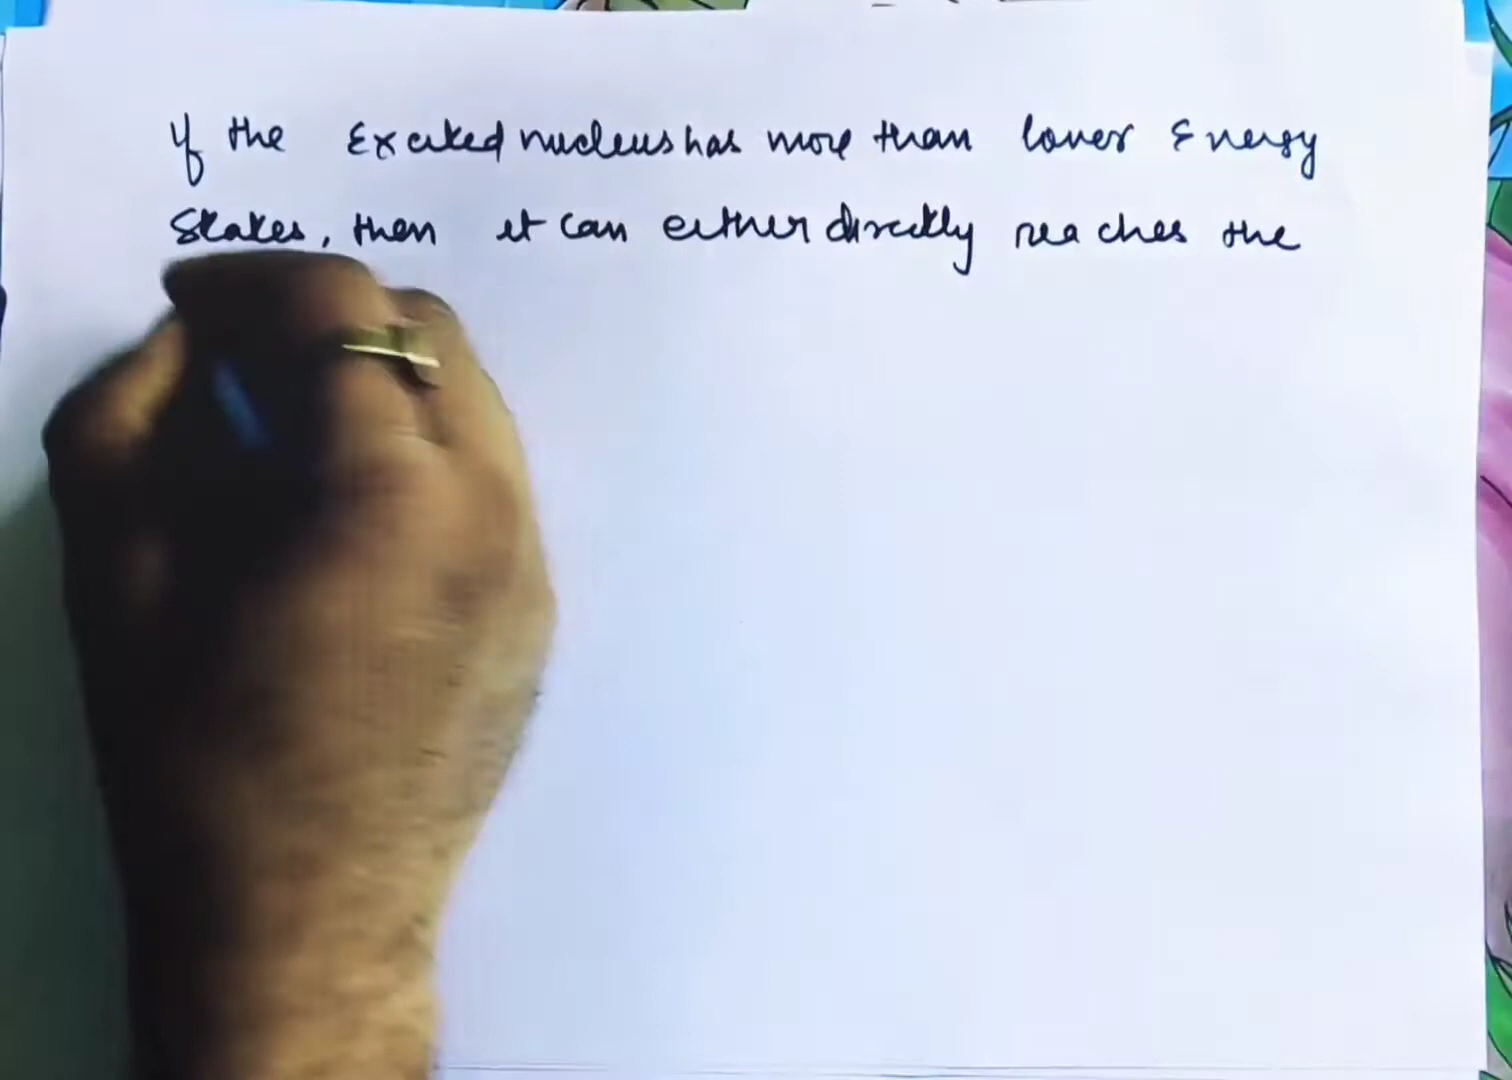 If the Excited nucleus has more than lower Energy
States, then it can either directly reaches the